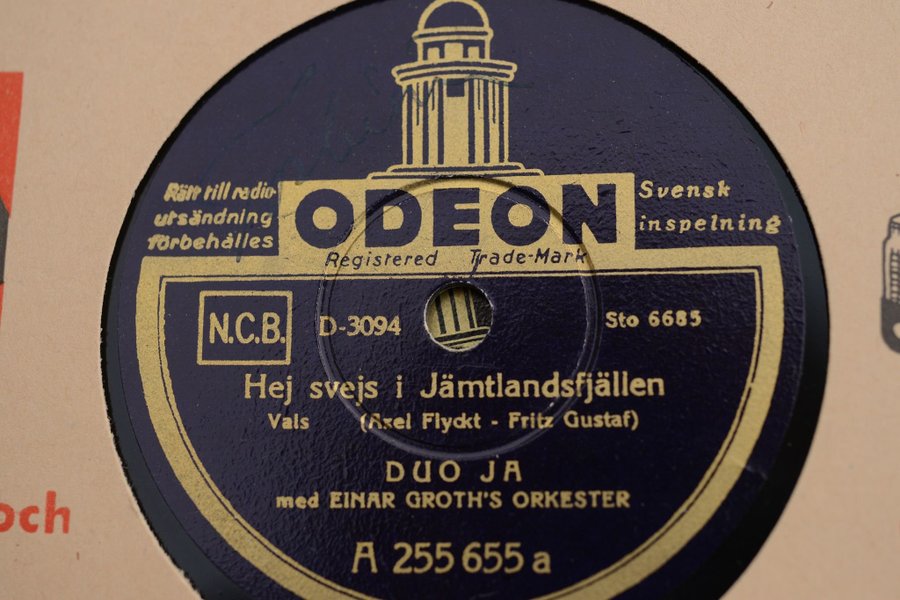 Rätt till radio-
utsändning
förbehålles
ODEON
Svensk
inspelning
Registered Trade-Mark
N.C.B. D-3094 Sto 6685
Hej svejs i Jämtlandsfjällen
Vals (Axel Flyckt - Fritz Gustaf)
DUO JA
med EINAR GROTH'S ORKESTER
A 255 655 a
och